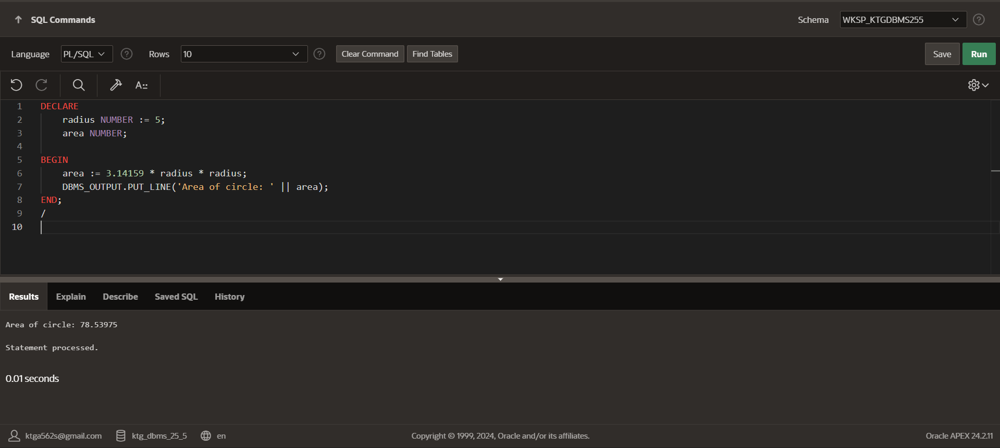 SQL Commands
Schema WKSP_KTGDBMS255
Language PL/SQL Rows 10 Clear Command Find Tables Save Run
1 DECLARE
2     radius NUMBER := 5;
3     area NUMBER;
4
5 BEGIN
6     area := 3.14159 * radius * radius;
7     DBMS_OUTPUT.PUT_LINE('Area of circle: ' || area);
8 END;
9 /
10
Results Explain Describe Saved SQL History
Area of circle: 78.53975
Statement processed.
0.01 seconds
ktga562s@gmail.com ktg_dbms_25_5 en Copyright © 1999, 2024, Oracle and/or its affiliates. Oracle APEX 24.2.11